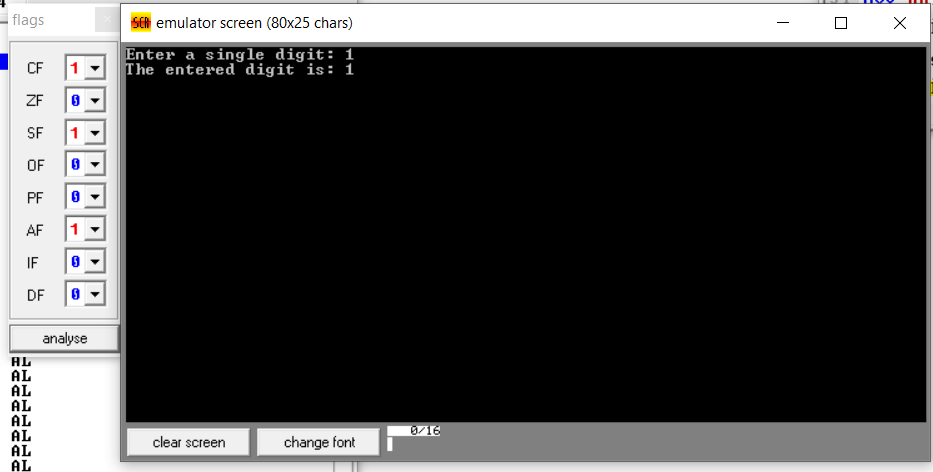 flags
SCR emulator screen (80x25 chars)
Enter a single digit: 1
The entered digit is: 1
CF 1
ZF 0
SF 1
OF 0
PF 0
AF 1
IF 0
DF 0
analyse
AL
AL
AL
AL
AL
AL
AL
AL
clear screen
change font
0/16